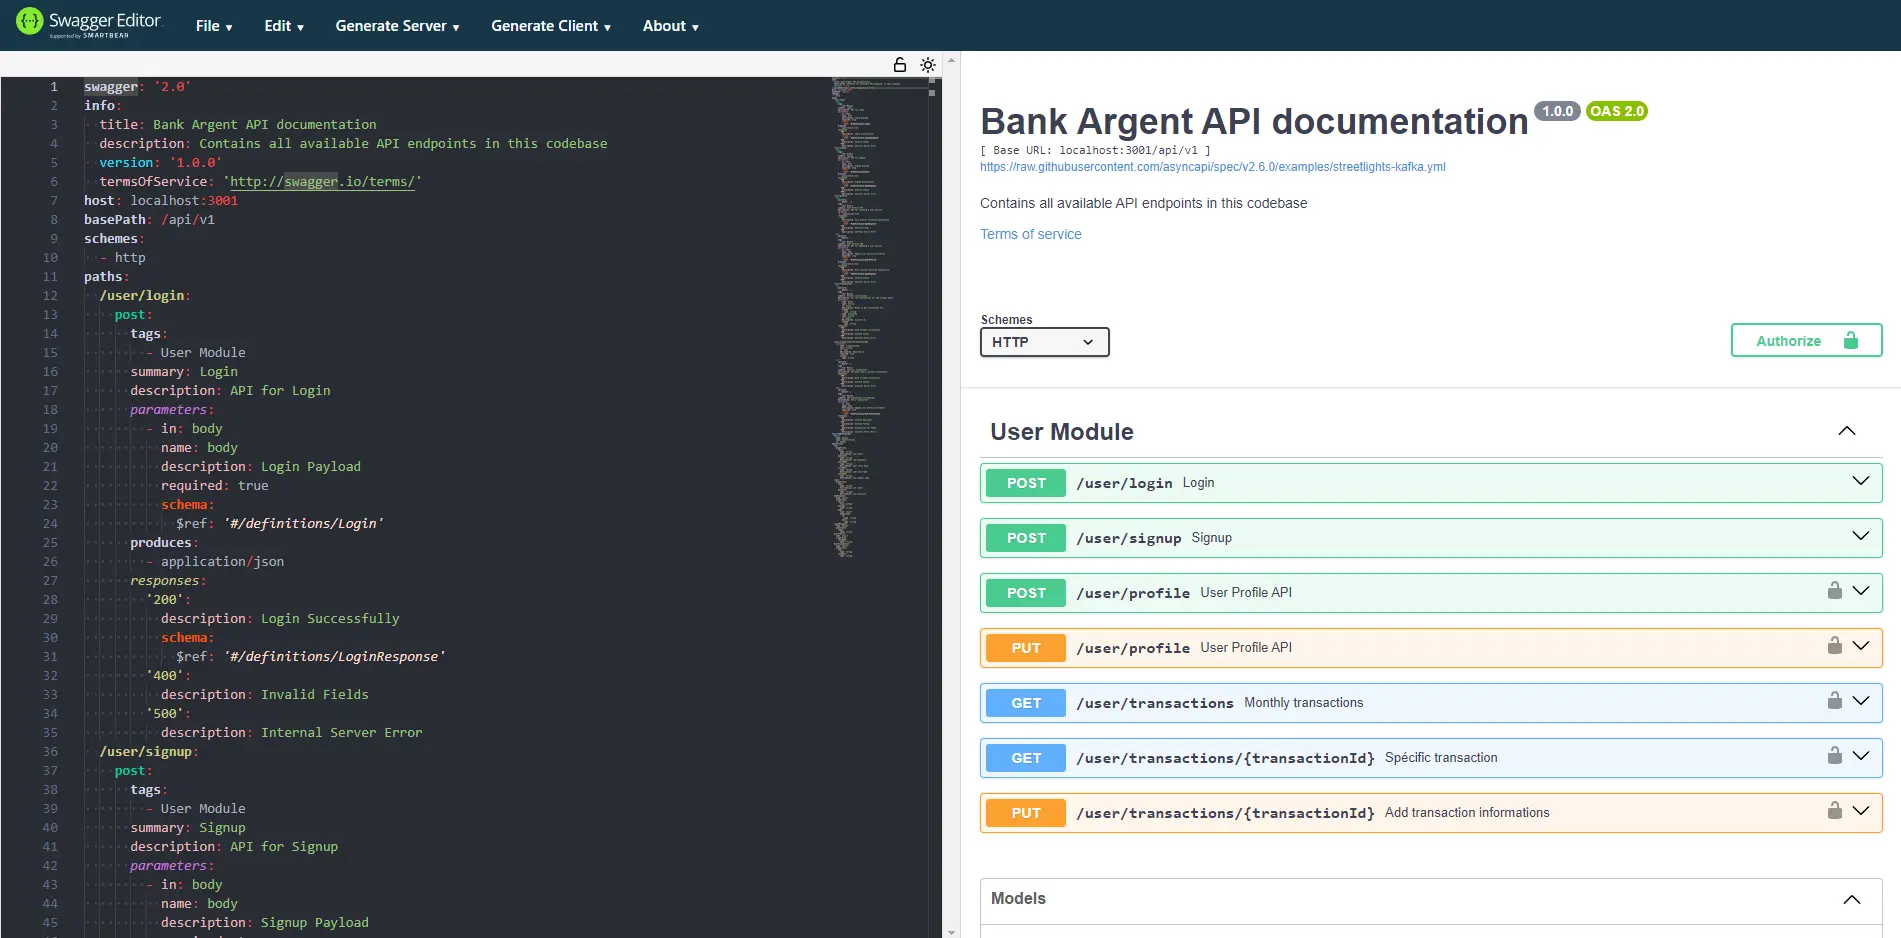 Swagger Editor
Supported by SMARTBEAR
File Edit Generate Server Generate Client About
1 swagger: '2.0'
2 info:
3 title: Bank Argent API documentation
4 description: Contains all available API endpoints in this codebase
5 version: '1.0.0'
6 termsOfService: 'http://swagger.io/terms/'
7 host: localhost:3001
8 basePath: /api/v1
9 schemes:
10 - http
11 paths:
12 /user/login:
13 post:
14 tags:
15 - User Module
16 summary: Login
17 description: API for Login
18 parameters:
19 - in: body
20 name: body
21 description: Login Payload
22 required: true
23 schema:
24 $ref: '#/definitions/Login'
25 produces:
26 - application/json
27 responses:
28 '200':
29 description: Login Successfully
30 schema:
31 $ref: '#/definitions/LoginResponse'
32 '400':
33 description: Invalid Fields
34 '500':
35 description: Internal Server Error
36 /user/signup:
37 post:
38 tags:
39 - User Module
40 summary: Signup
41 description: API for Signup
42 parameters:
43 - in: body
44 name: body
45 description: Signup Payload
Bank Argent API documentation 1.0.0 OAS 2.0
[ Base URL: localhost:3001/api/v1 ]
https://raw.githubusercontent.com/asyncapi/spec/v2.6.0/examples/streetlights-kafka.yml
Contains all available API endpoints in this codebase
Terms of service
Schemes
HTTP
Authorize
User Module
POST /user/login Login
POST /user/signup Signup
POST /user/profile User Profile API
PUT /user/profile User Profile API
GET /user/transactions Monthly transactions
GET /user/transactions/{transactionId} Spécific transaction
PUT /user/transactions/{transactionId} Add transaction informations
Models